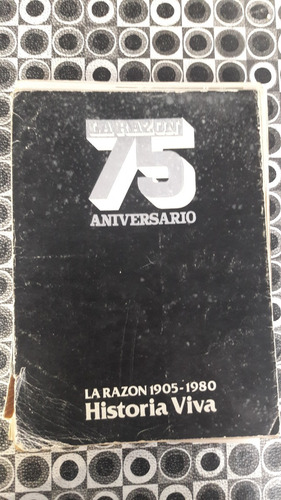 LA RAZON
75
ANIVERSARIO
LA RAZON 1905-1980
Historia Viva